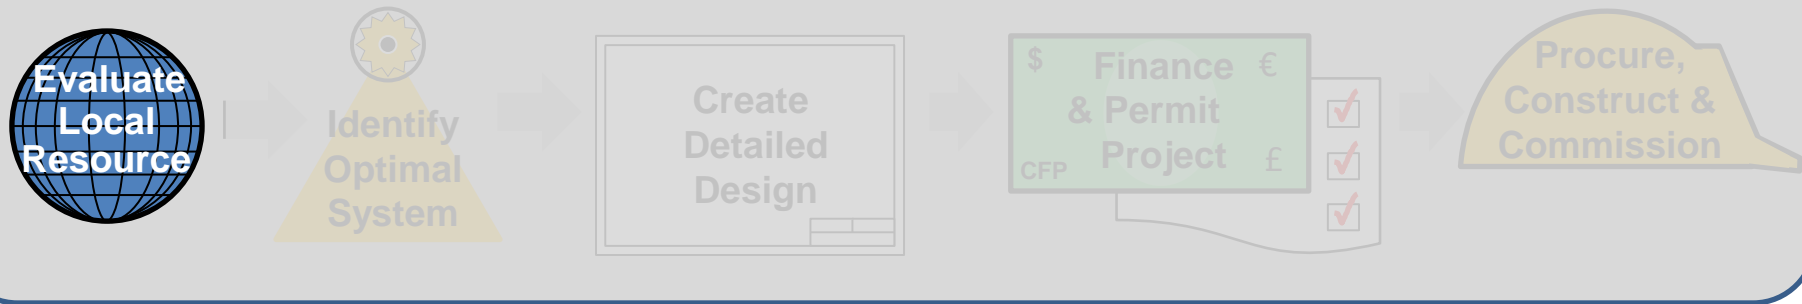 Evaluate
Local
Resource
Identify
Optimal
System
Create
Detailed
Design
$ Finance €
& Permit
CFP Project £
Procure,
Construct &
Commission